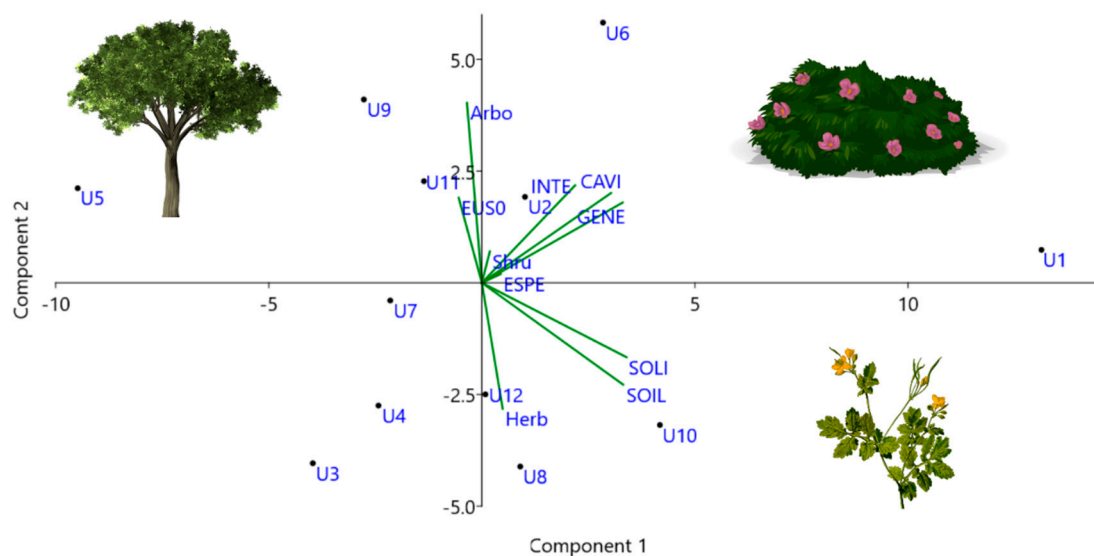 U6
5.0
U9
Arbo
2.5
U11
INTE
CAVI
U5
EUS0
U2
GENE
Shru
U1
ESPE
-10
-5
5
10
U7
Component 2
SOLI
-2.5
U12
SOIL
U4
Herb
U10
U3
U8
-5.0
Component 1